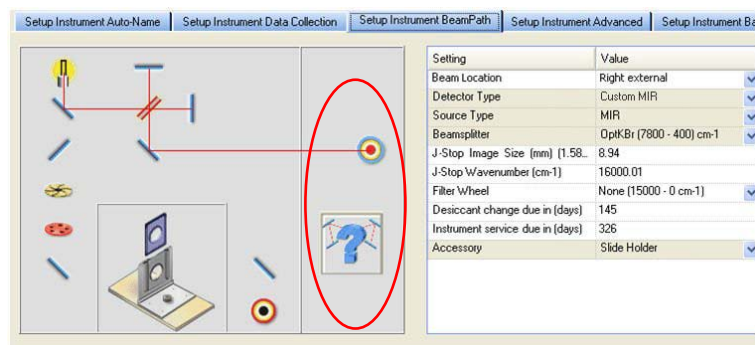 Setup Instrument Auto-Name Setup Instrument Data Collection Setup Instrument BeamPath Setup Instrument Advanced Setup Instrument Ba
Setting Value
Beam Location Right external
Detector Type Custom MIR
Source Type MIR
Beamsplitter OptKBr (7800 - 400) cm-1
J-Stop Image Size (mm) (1.58... 8.94
J-Stop Wavenumber (cm-1) 16000.01
Filter Wheel None (15000 - 0 cm-1)
Desiccant change due in (days) 145
Instrument service due in (days) 326
Accessory Slide Holder
?